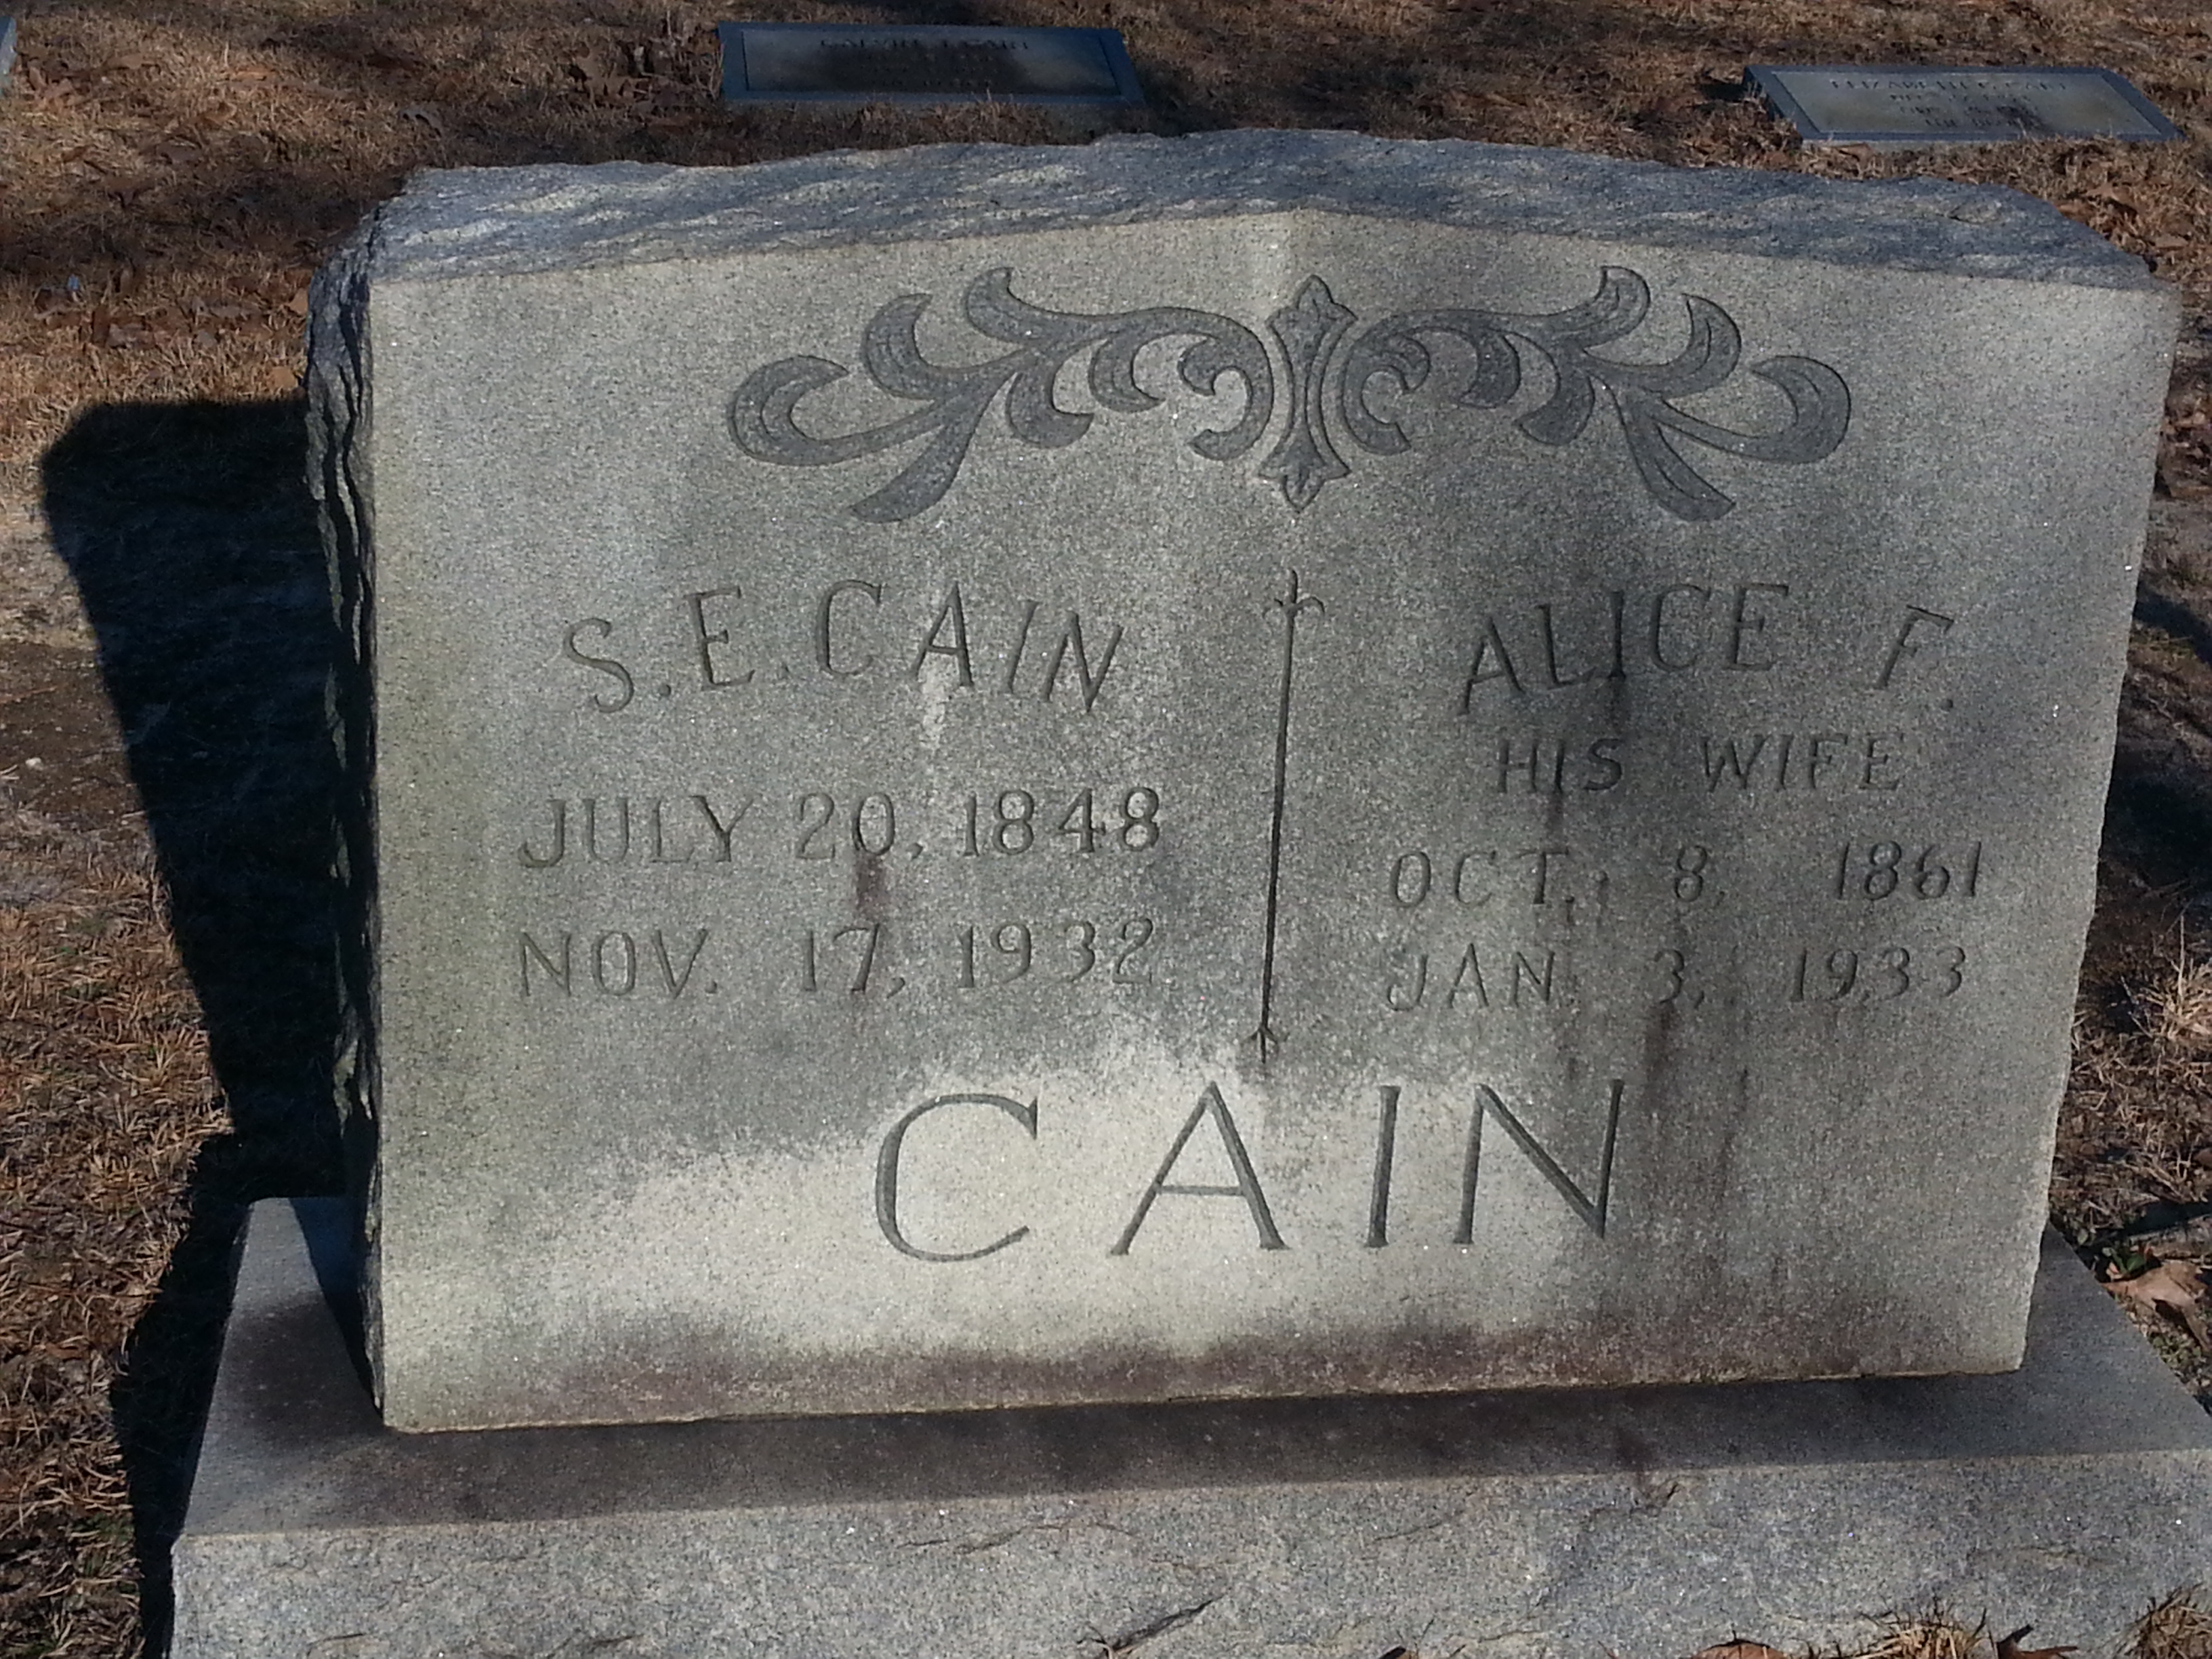 S. E. CAIN
JULY 20, 1848
NOV. 17, 1932
ALICE F.
HIS WIFE
OCT. 8, 1861
JAN. 3, 1933
CAIN